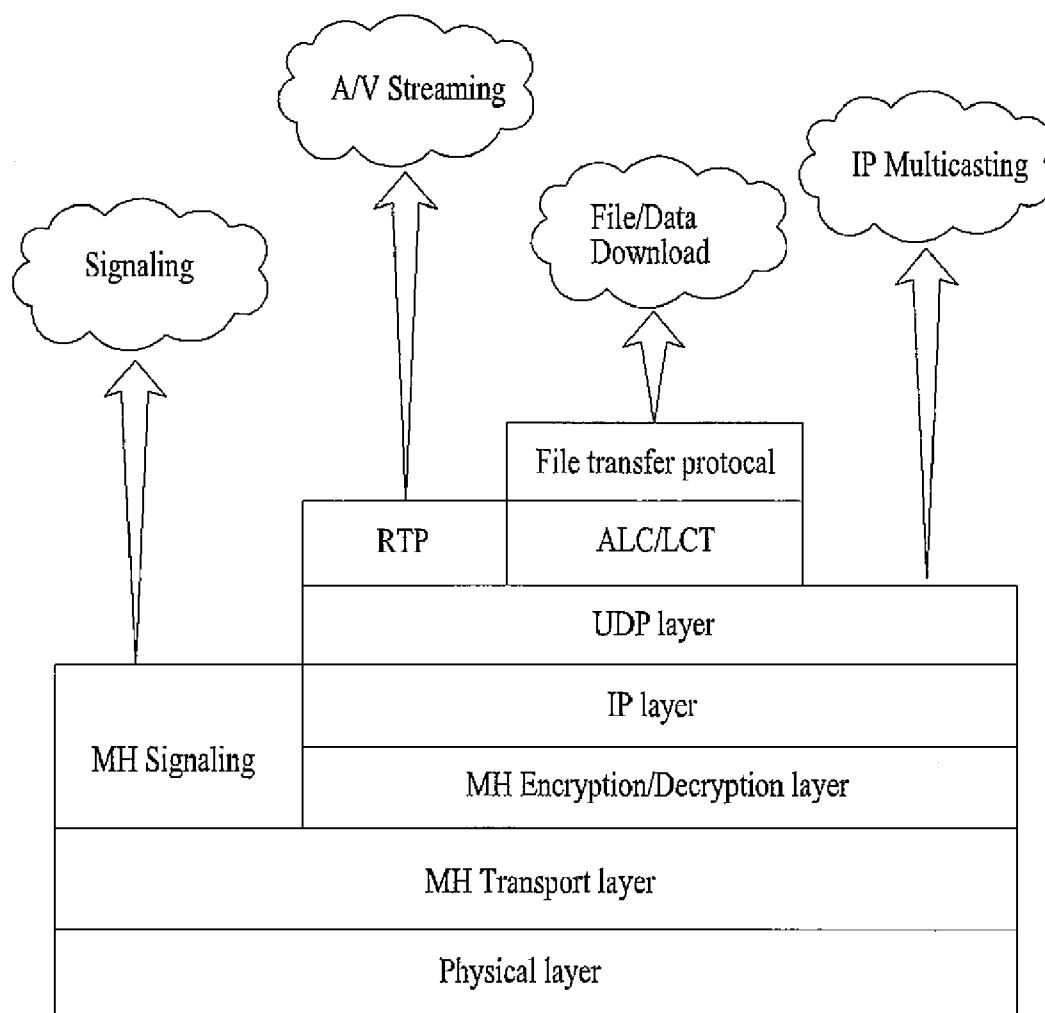 A/V Streaming
IP Multicasting
File/Data
Download
Signaling
File transfer protocal
RTP
ALC/LCT
UDP layer
IP layer
MH Signaling
MH Encryption/Decryption layer
MH Transport layer
Physical layer